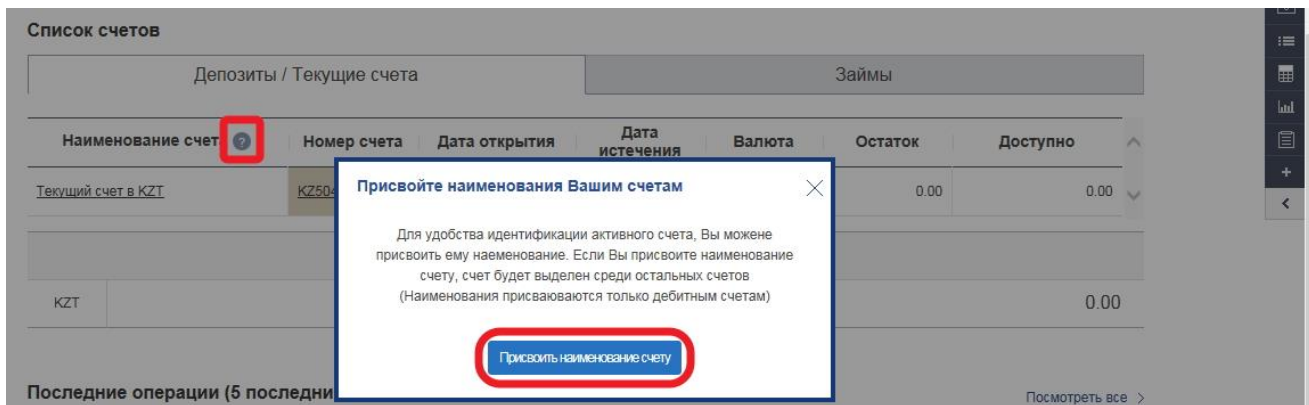 Список счетов
Депозиты / Текущие счета Займы
Наименование счет ? Номер счета Дата открытия Дата истечения Валюта Остаток Доступно
Текущий счет в KZT KZ504 0.00 0.00
Присвойте наименования Вашим счетам
Для удобства идентификации активного счета, Вы можене
присвоить ему наеменование. Если Вы присвоите наименование
счету, счет будет выделен среди остальных счетов
(Наименования присваюваются только дебитным счетам)
KZT 0.00
Присвоить наименование счету
Последние операции (5 последни Посмотреть все >